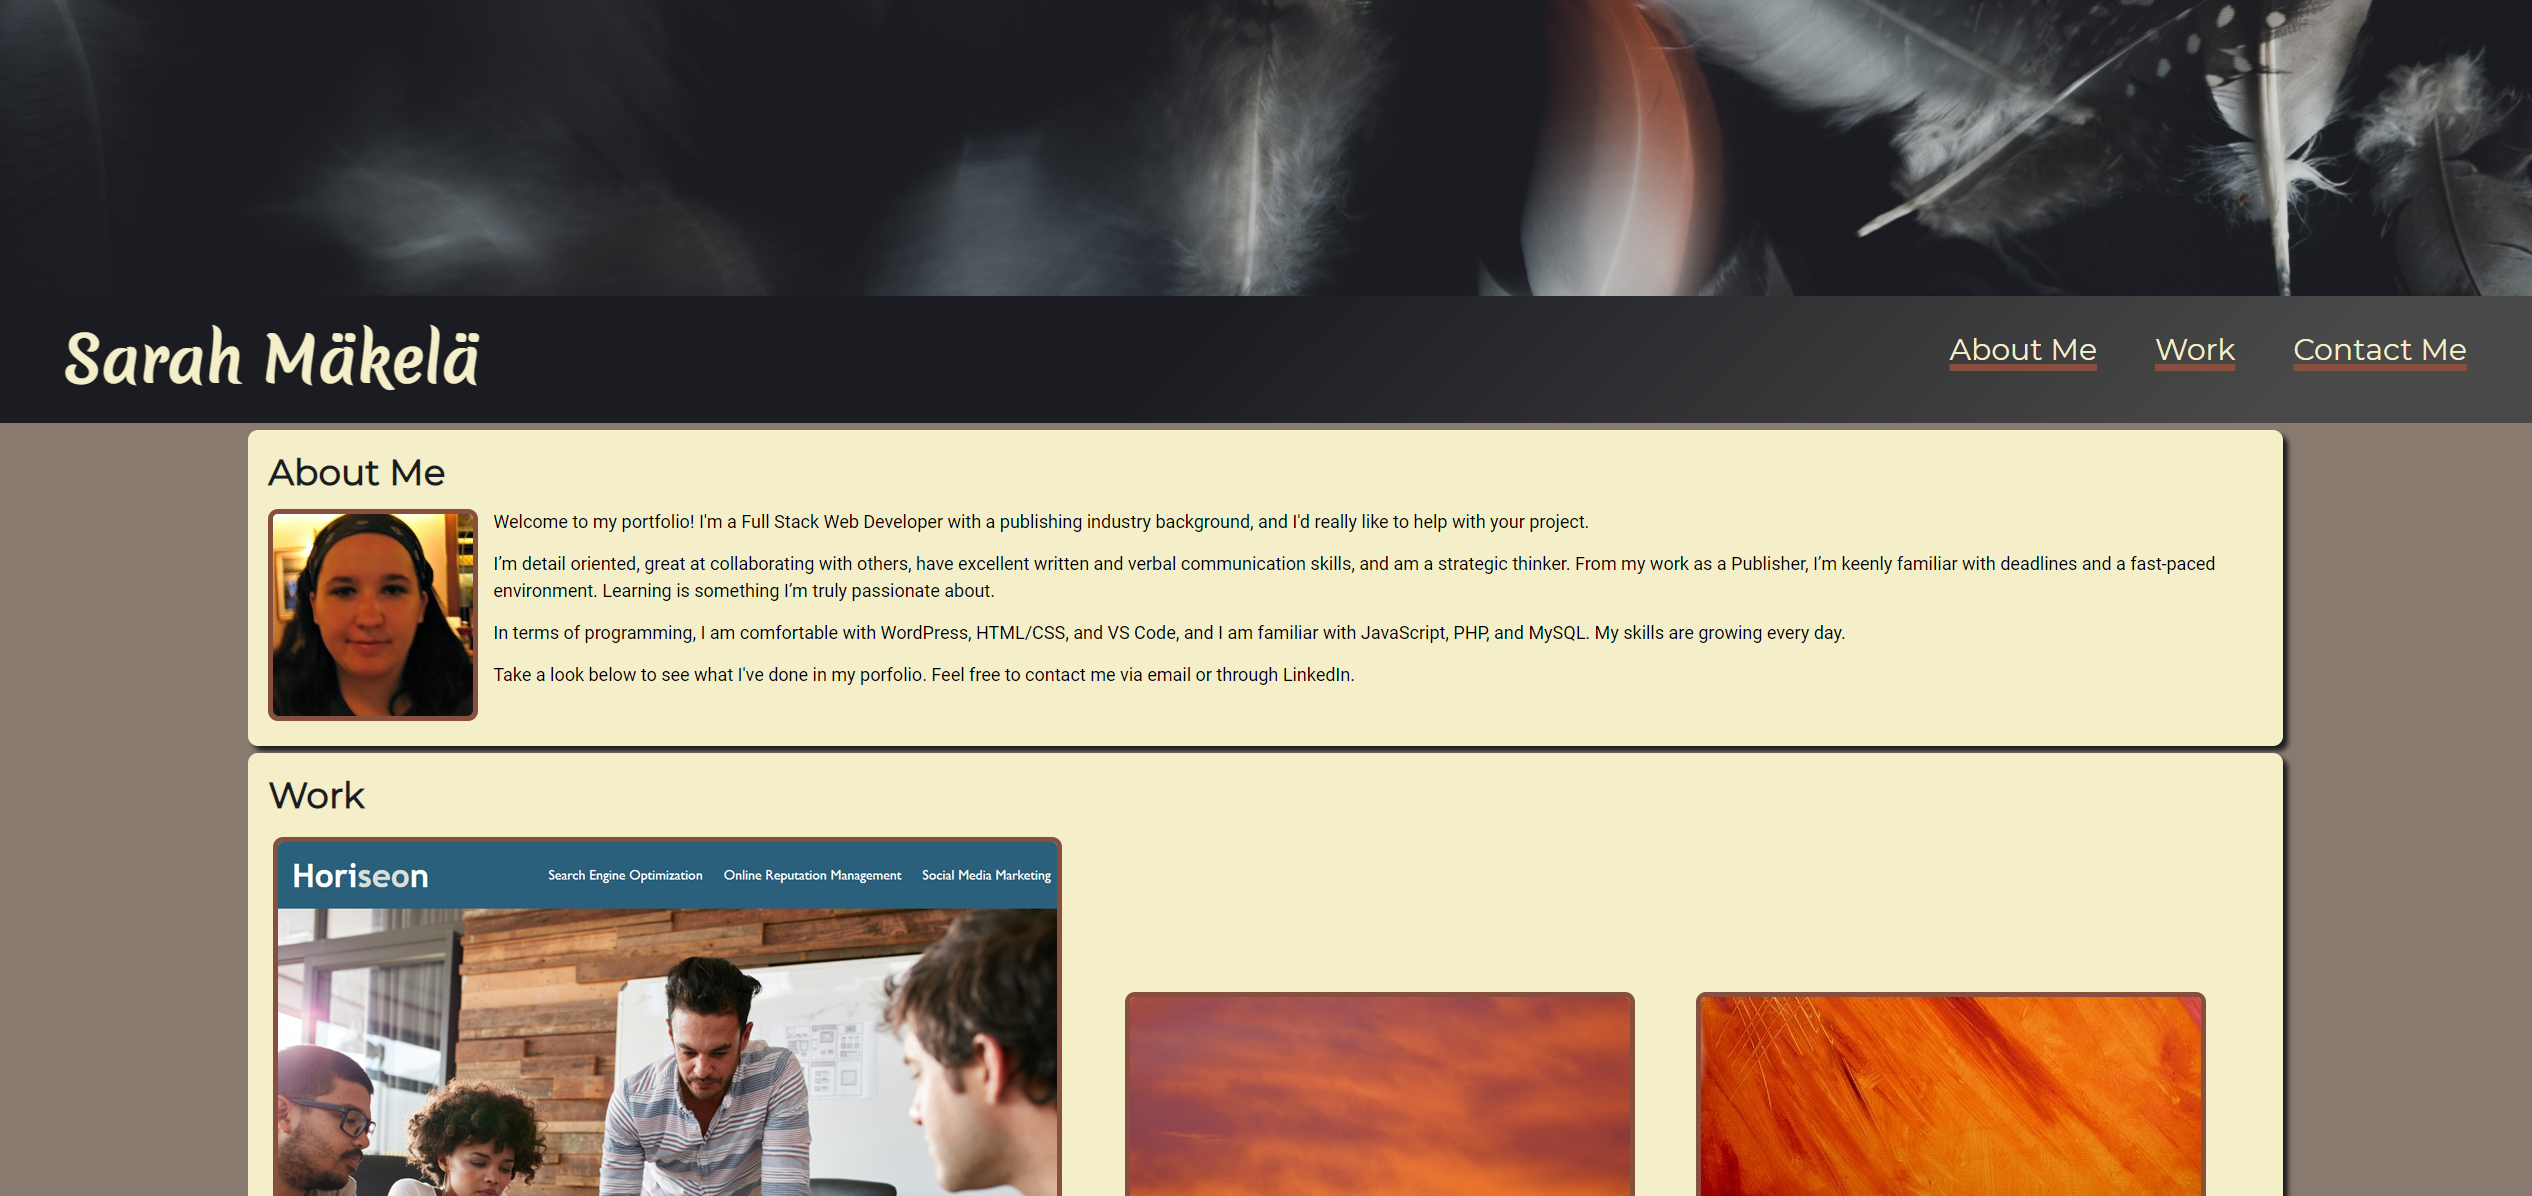 Sarah Mäkelä
About Me Work Contact Me
About Me
Welcome to my portfolio! I'm a Full Stack Web Developer with a publishing industry background, and I'd really like to help with your project.
I’m detail oriented, great at collaborating with others, have excellent written and verbal communication skills, and am a strategic thinker. From my work as a Publisher, I’m keenly familiar with deadlines and a fast-paced
environment. Learning is something I’m truly passionate about.
In terms of programming, I am comfortable with WordPress, HTML/CSS, and VS Code, and I am familiar with JavaScript, PHP, and MySQL. My skills are growing every day.
Take a look below to see what I've done in my porfolio. Feel free to contact me via email or through LinkedIn.
Work
Horiseon
Search Engine Optimization Online Reputation Management Social Media Marketing